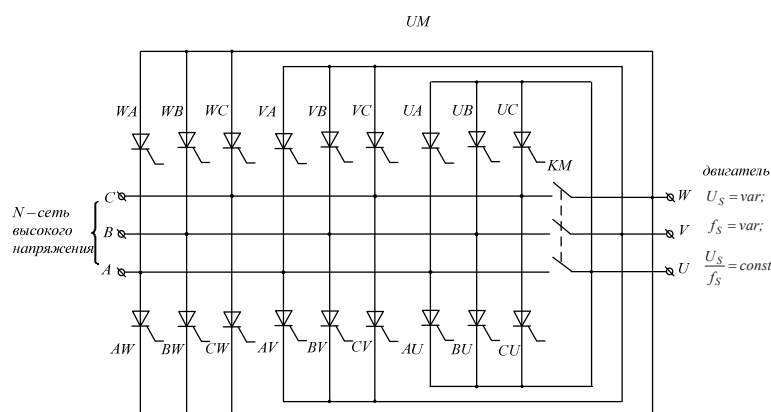 UM
WA WB WC VA VB VC UA UB UC
KM
двигатель
N – сеть
высокого
напряжения
C
B
A
W
V
U
U_S = var;
f_S = var;
U_S / f_S = const
AW BW CW AV BV CV AU BU CU